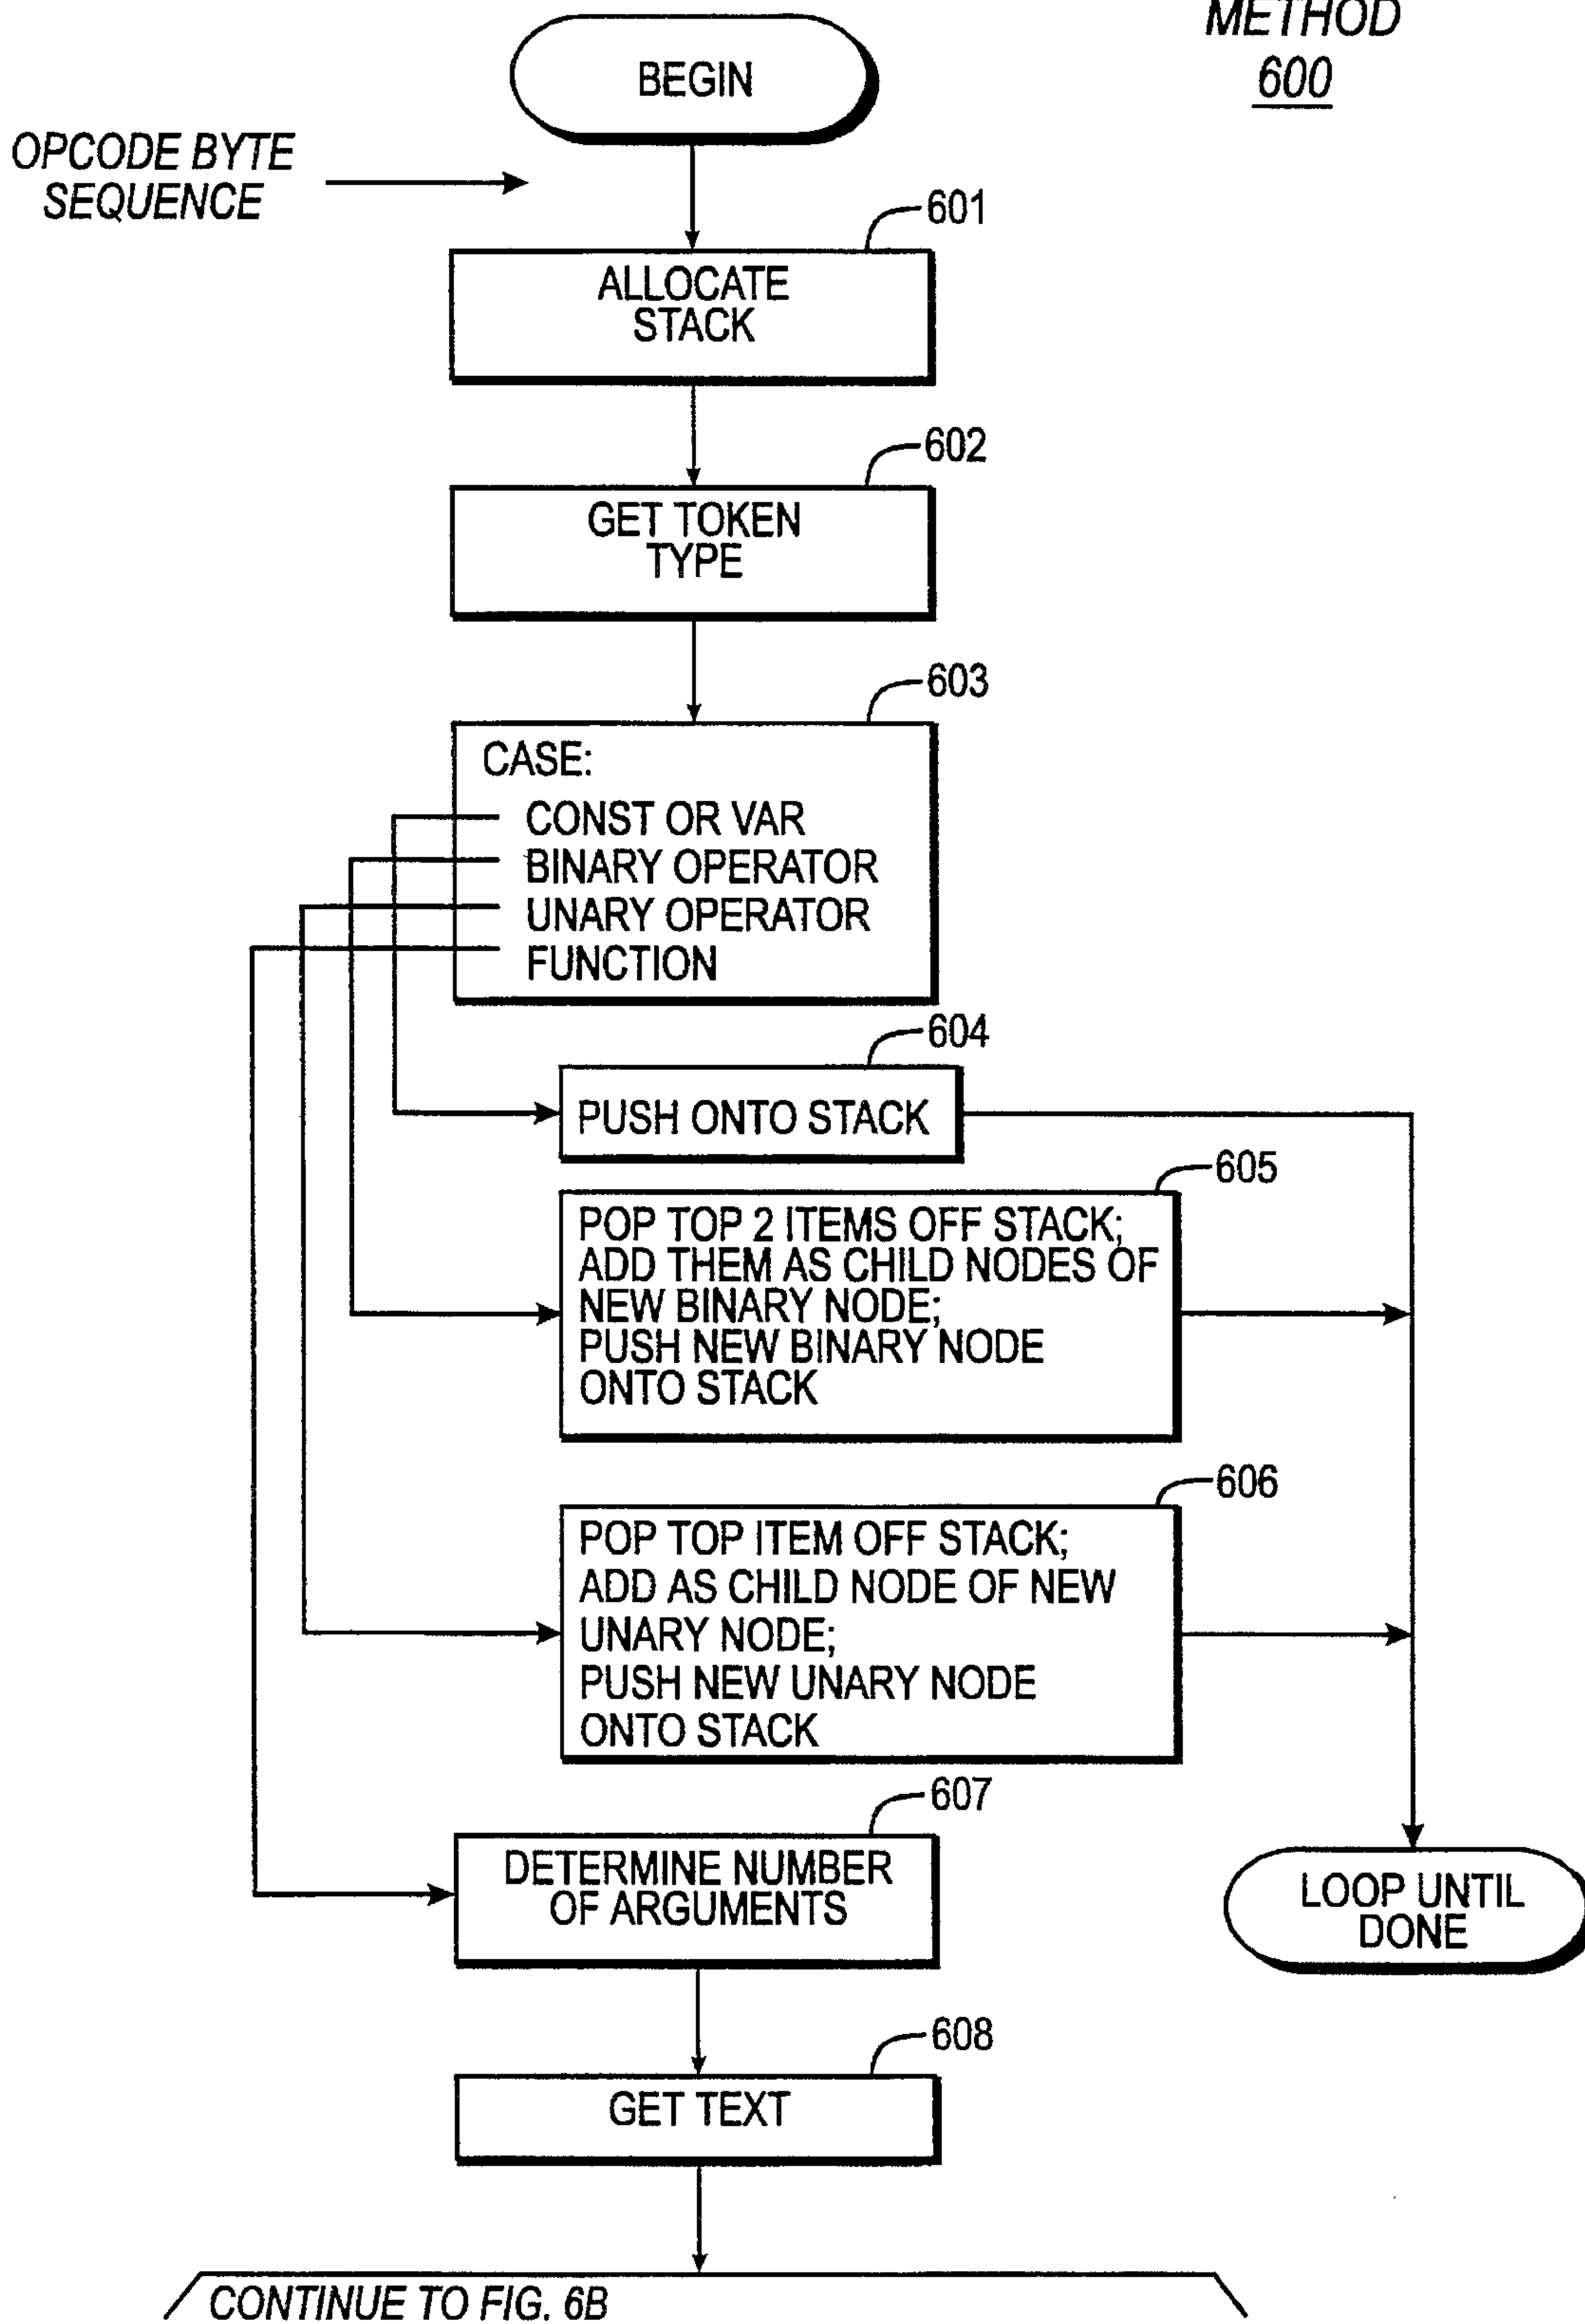 METHOD
600
BEGIN
OPCODE BYTE
SEQUENCE
601
ALLOCATE
STACK
602
GET TOKEN
TYPE
603
CASE:
CONST OR VAR
BINARY OPERATOR
UNARY OPERATOR
FUNCTION
604
PUSH ONTO STACK
605
POP TOP 2 ITEMS OFF STACK;
ADD THEM AS CHILD NODES OF
NEW BINARY NODE;
PUSH NEW BINARY NODE
ONTO STACK
606
POP TOP ITEM OFF STACK;
ADD AS CHILD NODE OF NEW
UNARY NODE;
PUSH NEW UNARY NODE
ONTO STACK
607
DETERMINE NUMBER
OF ARGUMENTS
LOOP UNTIL
DONE
608
GET TEXT
CONTINUE TO FIG. 6B